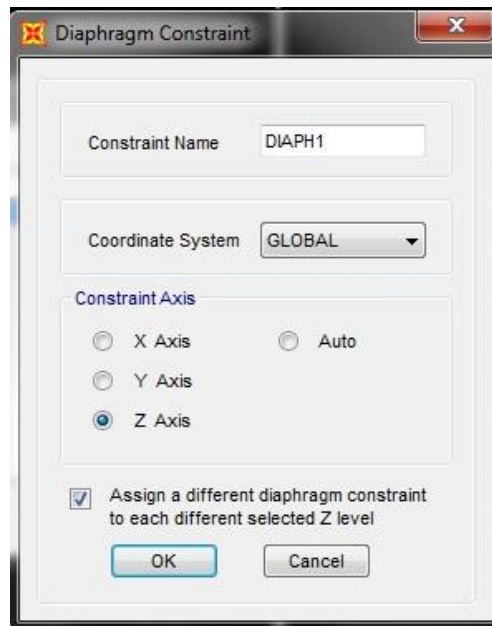 Diaphragm Constraint
Constraint Name DIAPH1
Coordinate System GLOBAL
Constraint Axis
X Axis Auto
Y Axis
Z Axis
Assign a different diaphragm constraint
to each different selected Z level
OK Cancel